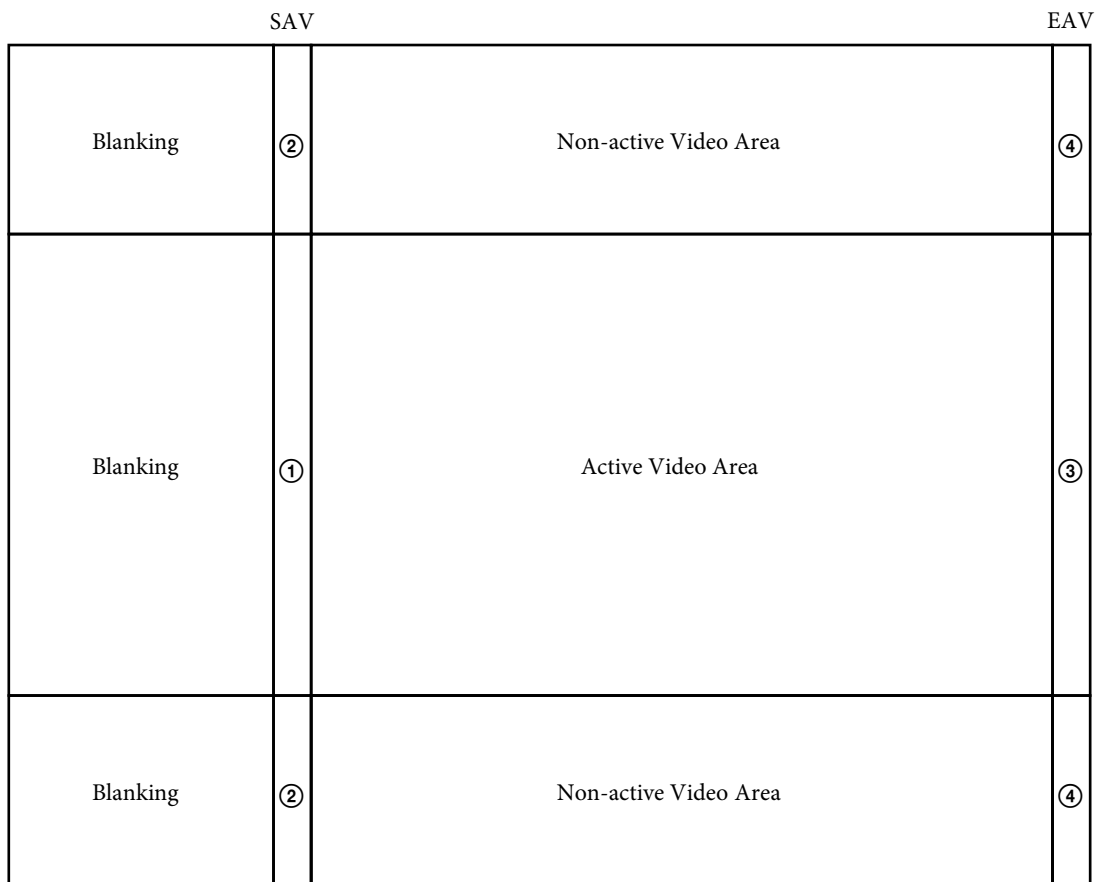 SAV EAV
Blanking ② Non-active Video Area ④
Blanking ① Active Video Area ③
Blanking ② Non-active Video Area ④